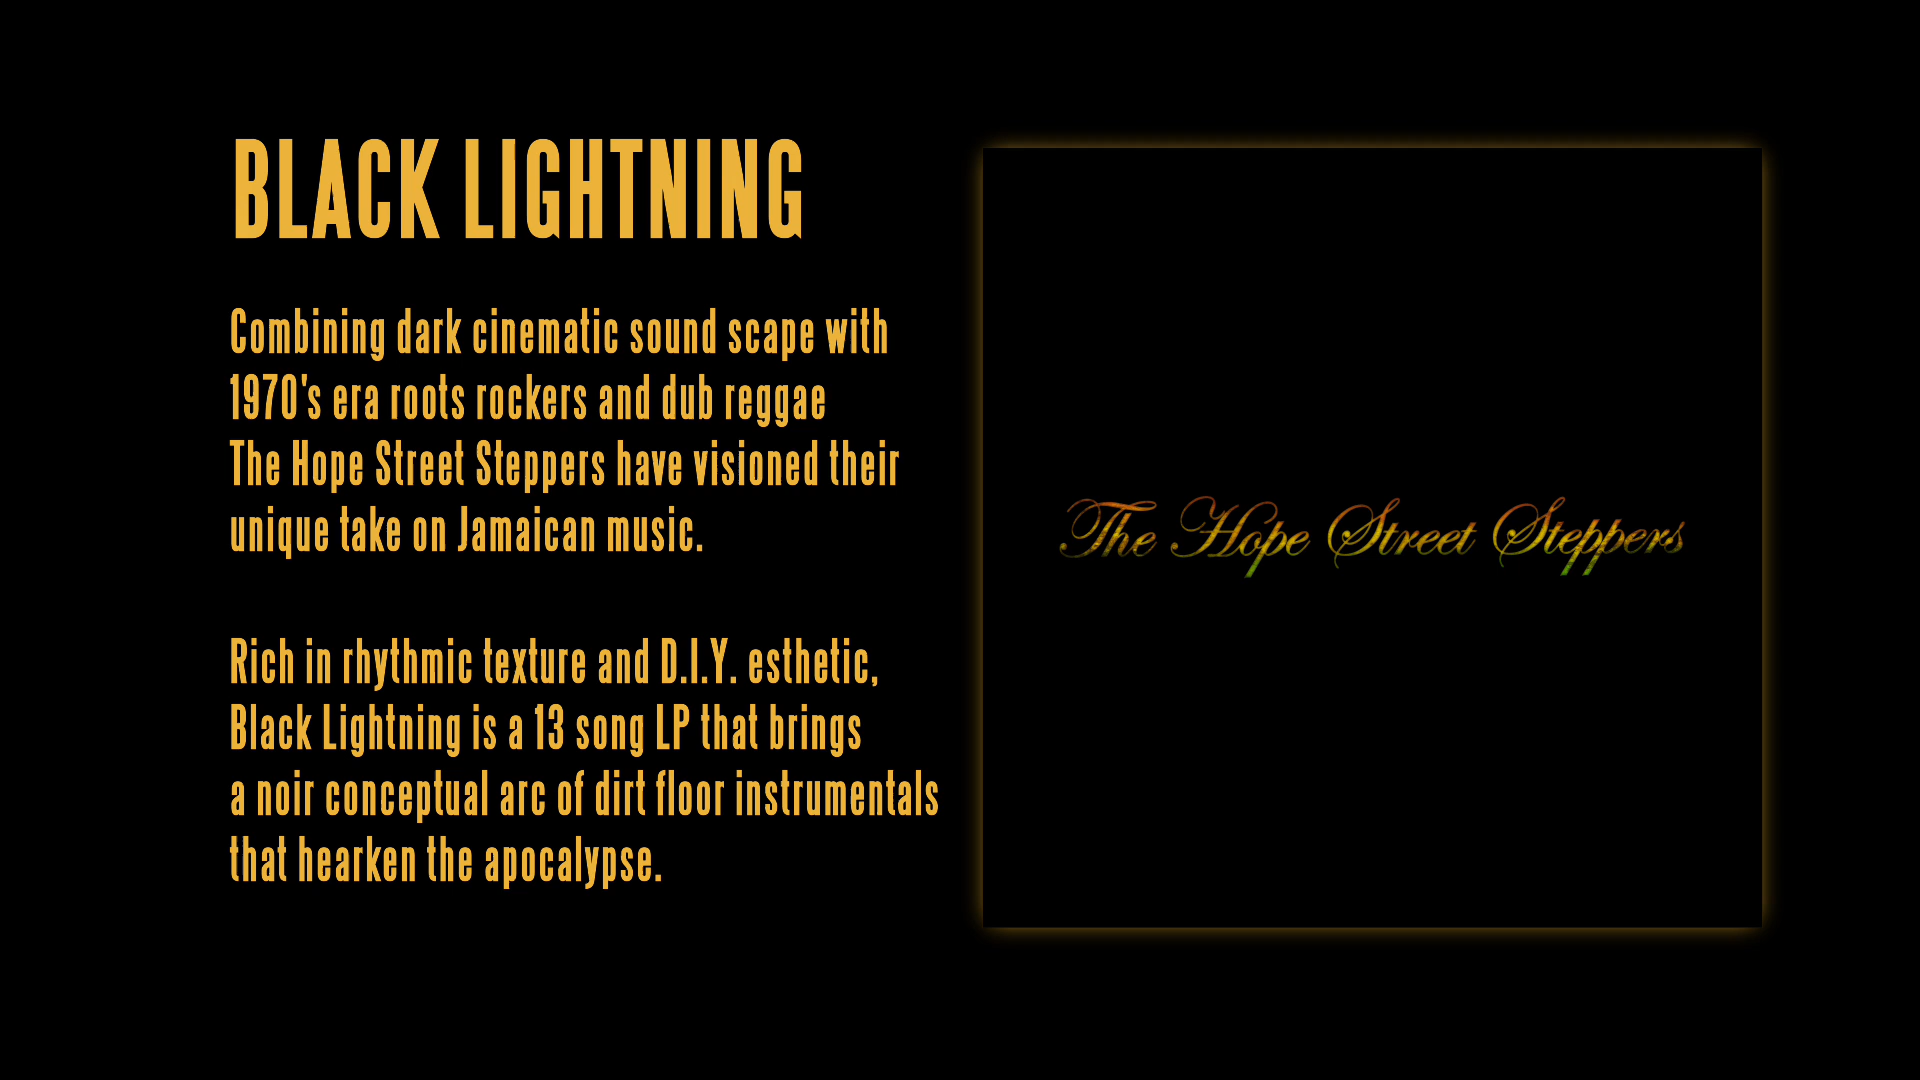 BLACK LIGHTNING
Combining dark cinematic sound scape with
1970's era roots rockers and dub reggae
The Hope Street Steppers have visioned their
unique take on Jamaican music.
Rich in rhythmic texture and D.I.Y. esthetic,
Black Lightning is a 13 song LP that brings
a noir conceptual arc of dirt floor instrumentals
that hearken the apocalypse.
The Hope Street Steppers